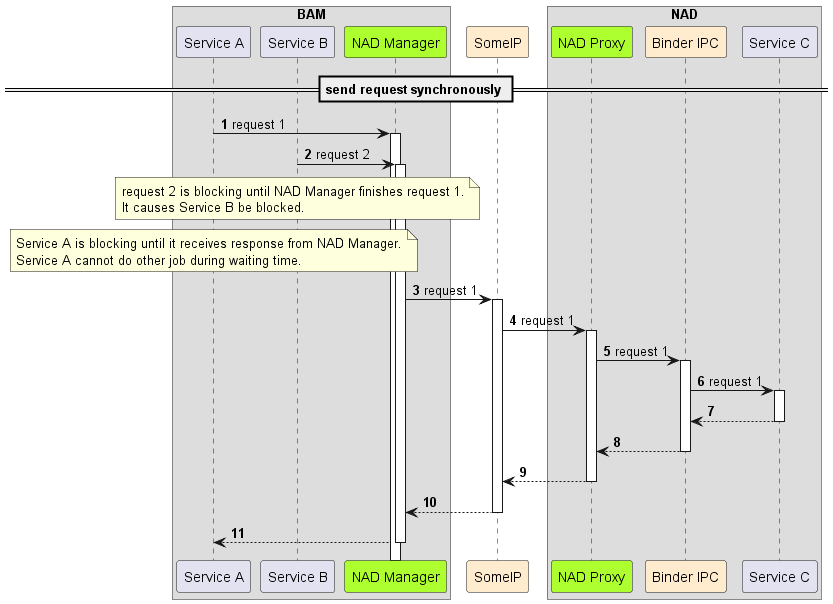 BAM
NAD
Service A
Service B
NAD Manager
SomeIP
NAD Proxy
Binder IPC
Service C
send request synchronously
1 request 1
2 request 2
request 2 is blocking until NAD Manager finishes request 1.
It causes Service B be blocked.
Service A is blocking until it receives response from NAD Manager.
Service A cannot do other job during waiting time.
3 request 1
4 request 1
5 request 1
6 request 1
7
8
9
10
11
Service A
Service B
NAD Manager
SomeIP
NAD Proxy
Binder IPC
Service C